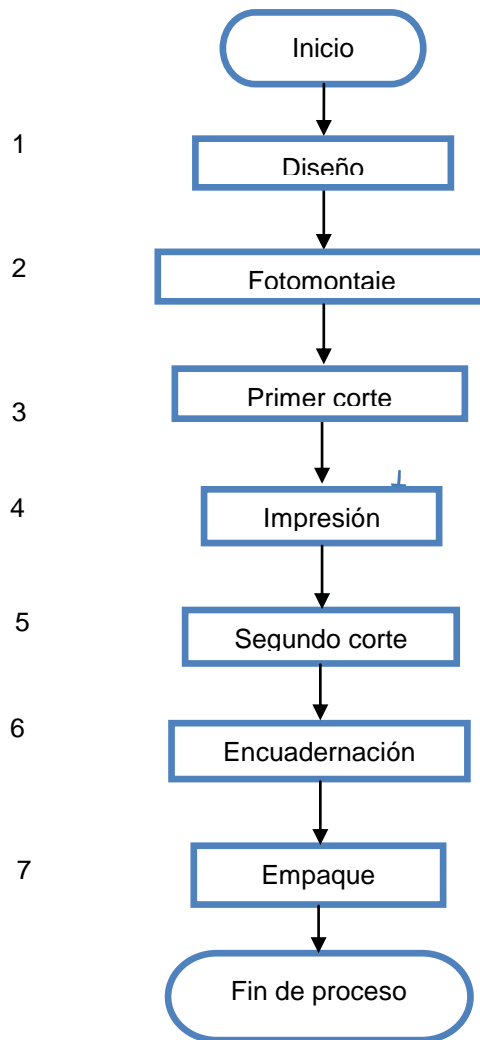 Inicio
1
Diseño
2
Fotomontaje
Primer corte
3
4
Impresión
5
Segundo corte
6
Encuadernación
7
Empaque
Fin de proceso